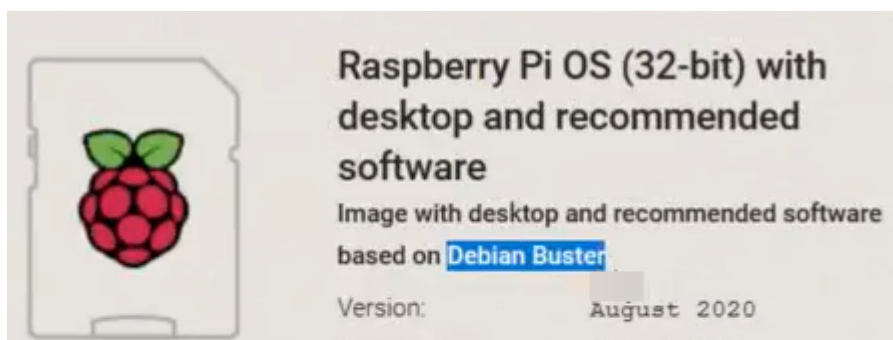 Raspberry Pi OS (32-bit) with
desktop and recommended
software
Image with desktop and recommended software
based on Debian Buster
Version: August 2020